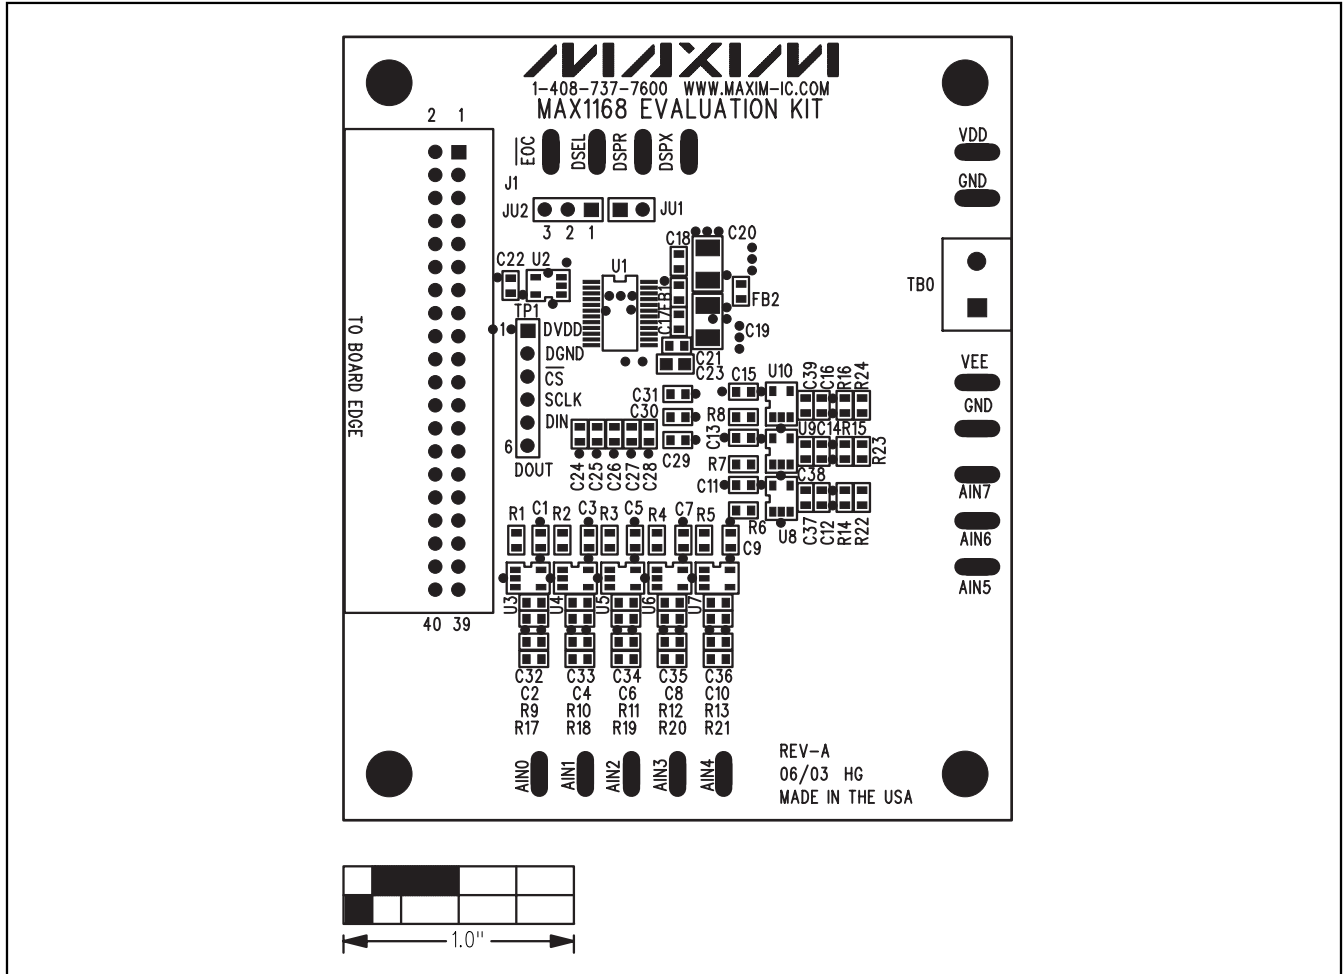 MAXIM
1-408-737-7600 WWW.MAXIM-IC.COM
MAX1168 EVALUATION KIT
2 1
EOC
DSEL
DSPR
DSPX
VDD
GND
J1
JU2
JU1
3 2 1
C18
C20
C22
U2
U1
TB0
FB1
FB2
TP1
C17
C19
1
DVDD
DGND
CS
SCLK
DIN
6
DOUT
C21
C23
VEE
GND
TO BOARD EDGE
C31
C30
C29
C15
U10
C39
C16
R16
R24
R8
C13
U9
C14
R15
R23
R7
C38
C11
C24
C25
C26
C27
C28
AIN7
AIN6
AIN5
R6
U8
C37
C12
R14
R22
R1
C1
R2
C3
R3
C5
R4
C7
R5
C9
U3
U4
U5
U6
U7
40 39
C32 C33 C34 C35 C36
C2 C4 C6 C8 C10
R9 R10 R11 R12 R13
R17 R18 R19 R20 R21
AIN0
AIN1
AIN2
AIN3
AIN4
REV-A
06/03 HG
MADE IN THE USA
1.0"